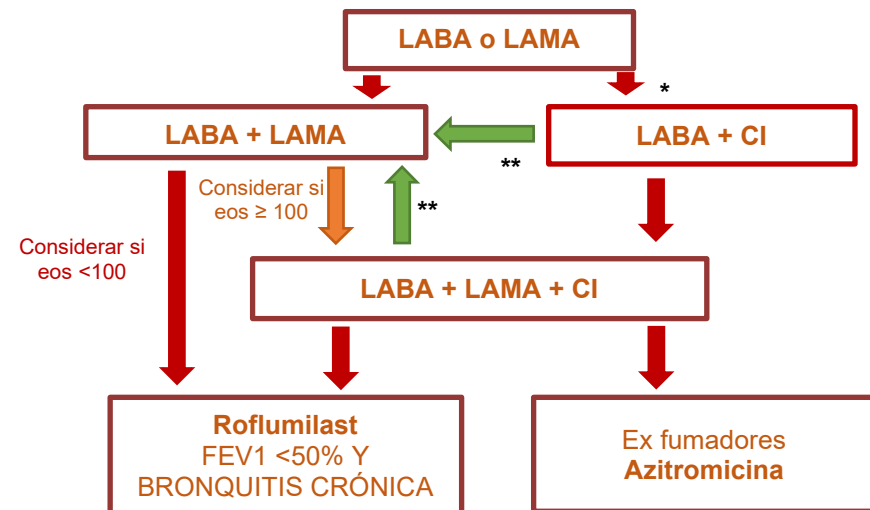 LABA o LAMA
*
LABA + LAMA
LABA + CI
**
Considerar si
eos ≥ 100
**
Considerar si
eos <100
LABA + LAMA + CI
Roflumilast
FEV1 <50% Y
BRONQUITIS CRÓNICA
Ex fumadores
Azitromicina